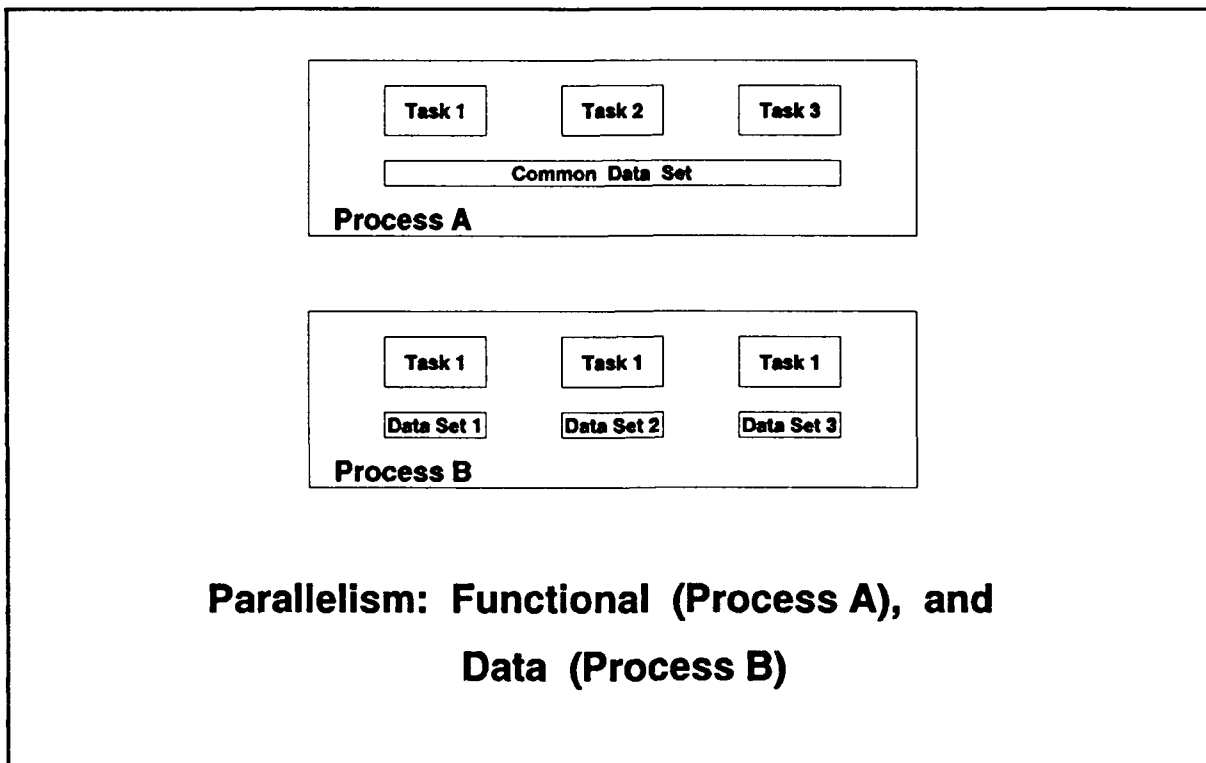 Task 1 Task 2 Task 3
Common Data Set
Process A
Task 1 Task 1 Task 1
Data Set 1 Data Set 2 Data Set 3
Process B
Parallelism: Functional (Process A), and
Data (Process B)